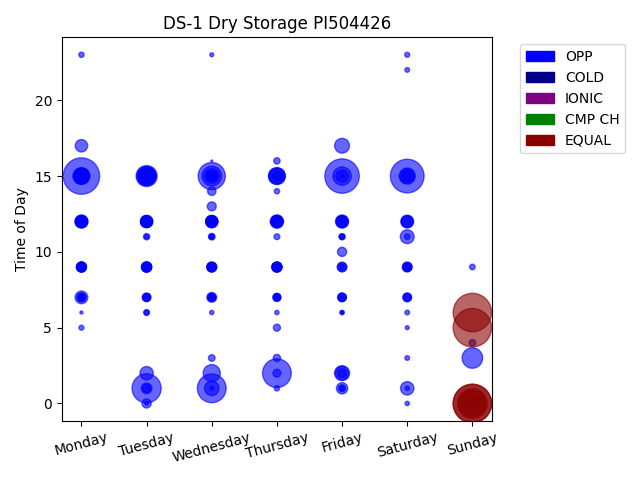 DS-1 Dry Storage PI504426
OPP
COLD
IONIC
CMP CH
EQUAL
Time of Day
20
15
10
5
0
Monday
Tuesday
Wednesday
Thursday
Friday
Saturday
Sunday